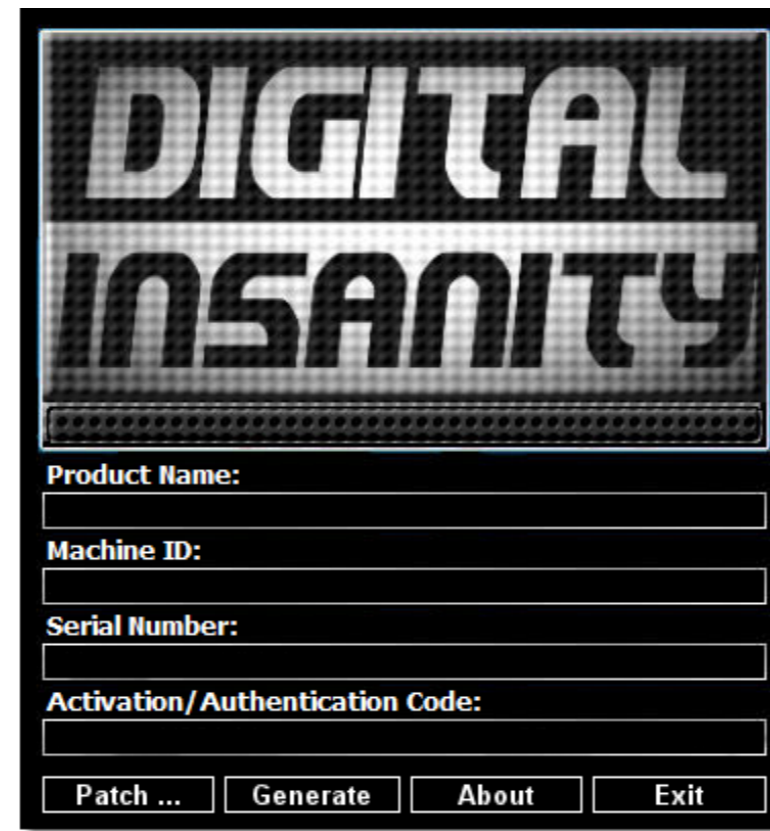 DIGITAL
INSANITY
Product Name:
Machine ID:
Serial Number:
Activation/Authentication Code:
Patch ... Generate About Exit